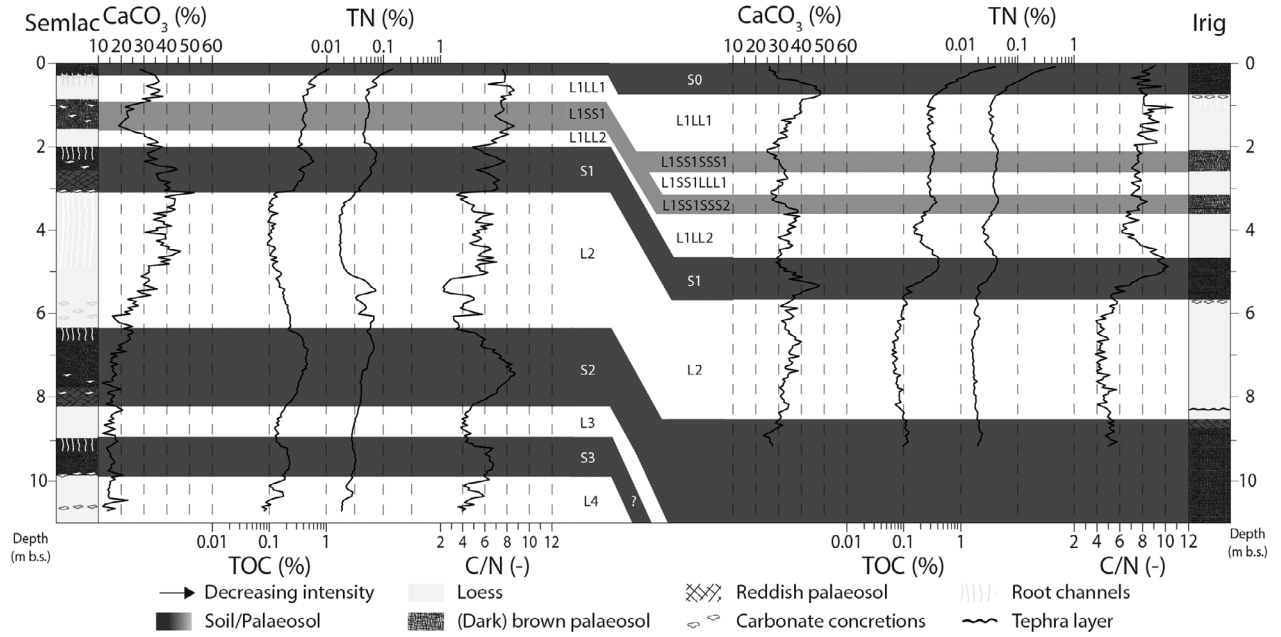 Semlac CaCO3 (%) TN (%) CaCO3 (%) TN (%) Irig
10 20 30 40 50 60 0.01 0.1 1 10 20 30 40 50 60 0.01 0.1 1
0 0
S0
L1LL1
L1SS1 L1LL1
L1LL2
2 2
L1SS1SSS1
S1
L1SS1LLL1
L1SS1SSS2
4 L1LL2 4
L2
S1
6 6
S2 L2
8 8
L3
S3
10 10
L4 ?
Depth
(m b.s.)
0.01 0.1 1 2 4 6 8 10 12 0.01 0.1 1 2 4 6 8 10 12
Depth
(m b.s.)
TOC (%) C/N (-) TOC (%) C/N (-)
Decreasing intensity Loess Reddish palaeosol Root channels
Soil/Palaeosol (Dark) brown palaeosol Carbonate concretions Tephra layer